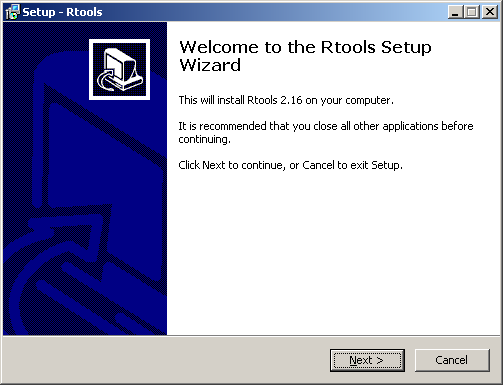 Setup - Rtools
Welcome to the Rtools Setup
Wizard
This will install Rtools 2.16 on your computer.
It is recommended that you close all other applications before
continuing.
Click Next to continue, or Cancel to exit Setup.
Next >
Cancel